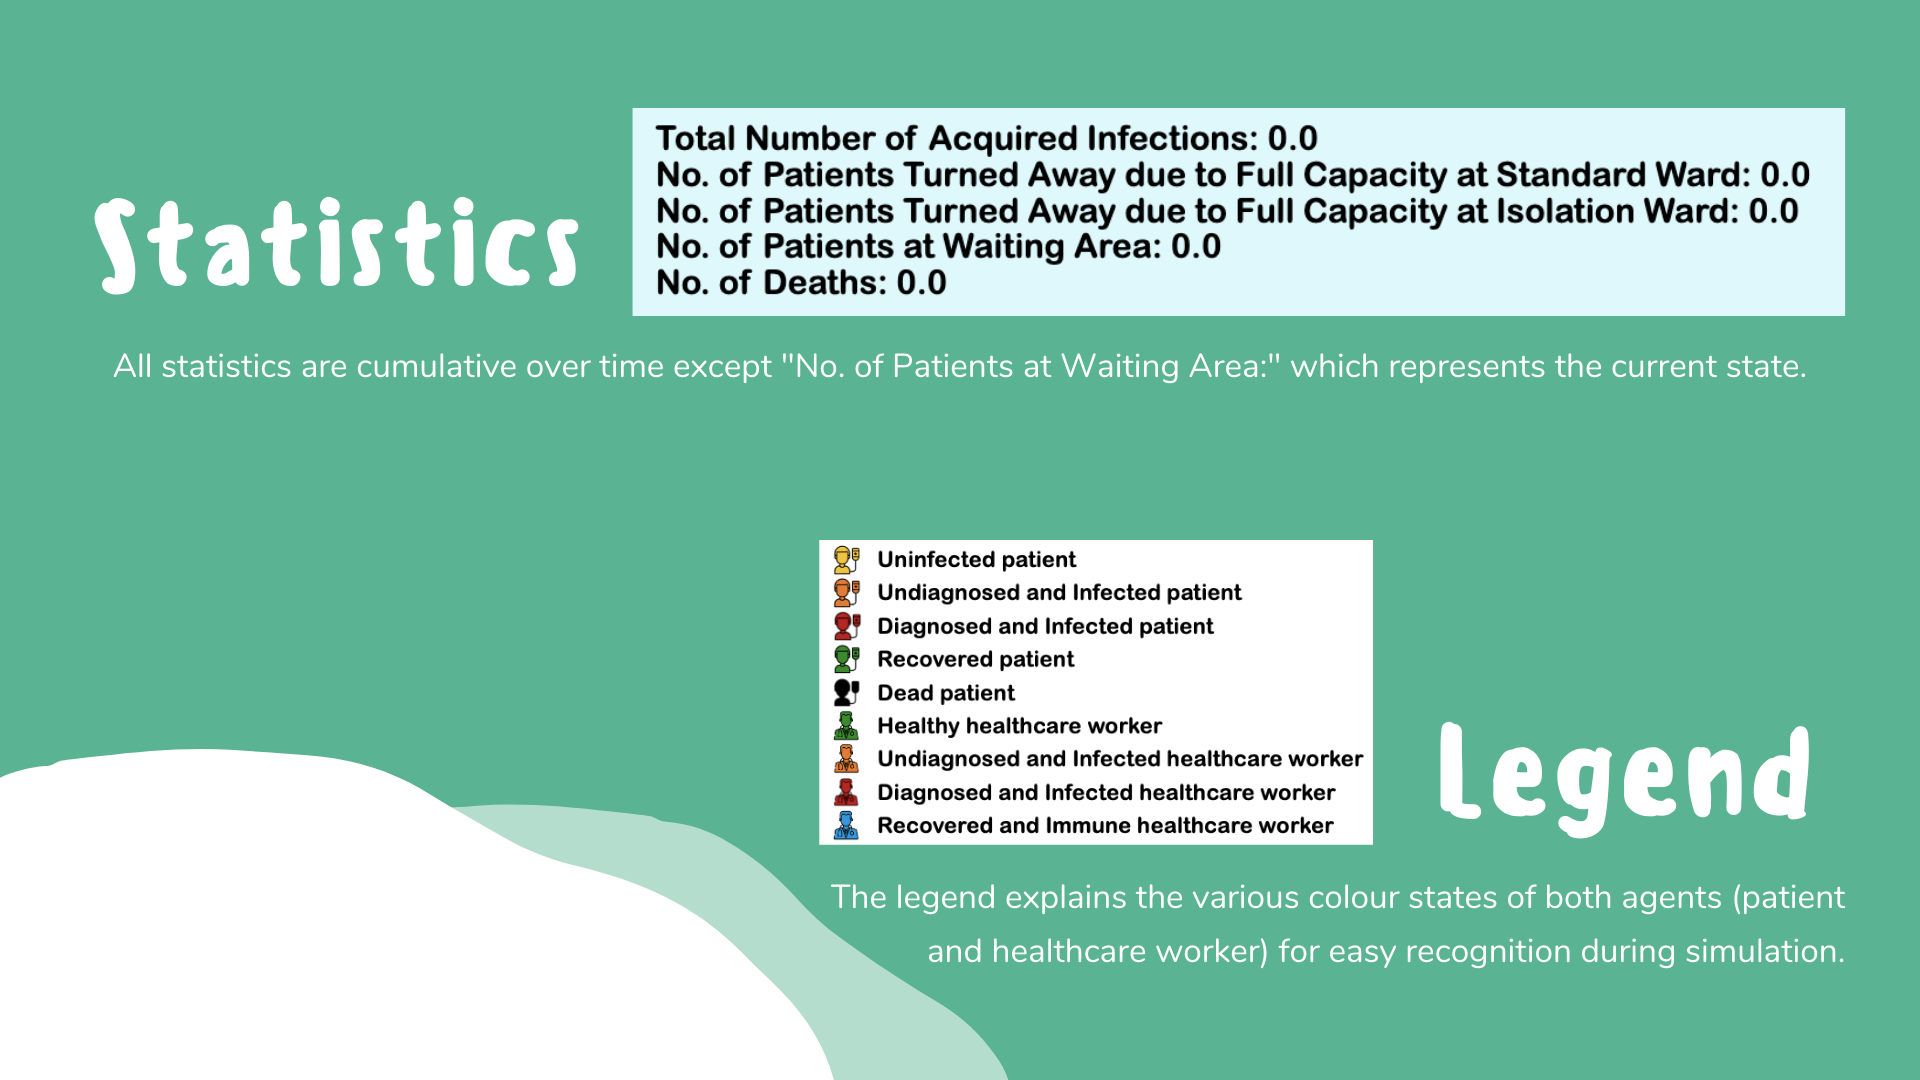 Statistics
Total Number of Acquired Infections: 0.0
No. of Patients Turned Away due to Full Capacity at Standard Ward: 0.0
No. of Patients Turned Away due to Full Capacity at Isolation Ward: 0.0
No. of Patients at Waiting Area: 0.0
No. of Deaths: 0.0
All statistics are cumulative over time except "No. of Patients at Waiting Area:" which represents the current state.
Uninfected patient
Undiagnosed and Infected patient
Diagnosed and Infected patient
Recovered patient
Dead patient
Healthy healthcare worker
Undiagnosed and Infected healthcare worker
Diagnosed and Infected healthcare worker
Recovered and Immune healthcare worker
Legend
The legend explains the various colour states of both agents (patient
and healthcare worker) for easy recognition during simulation.